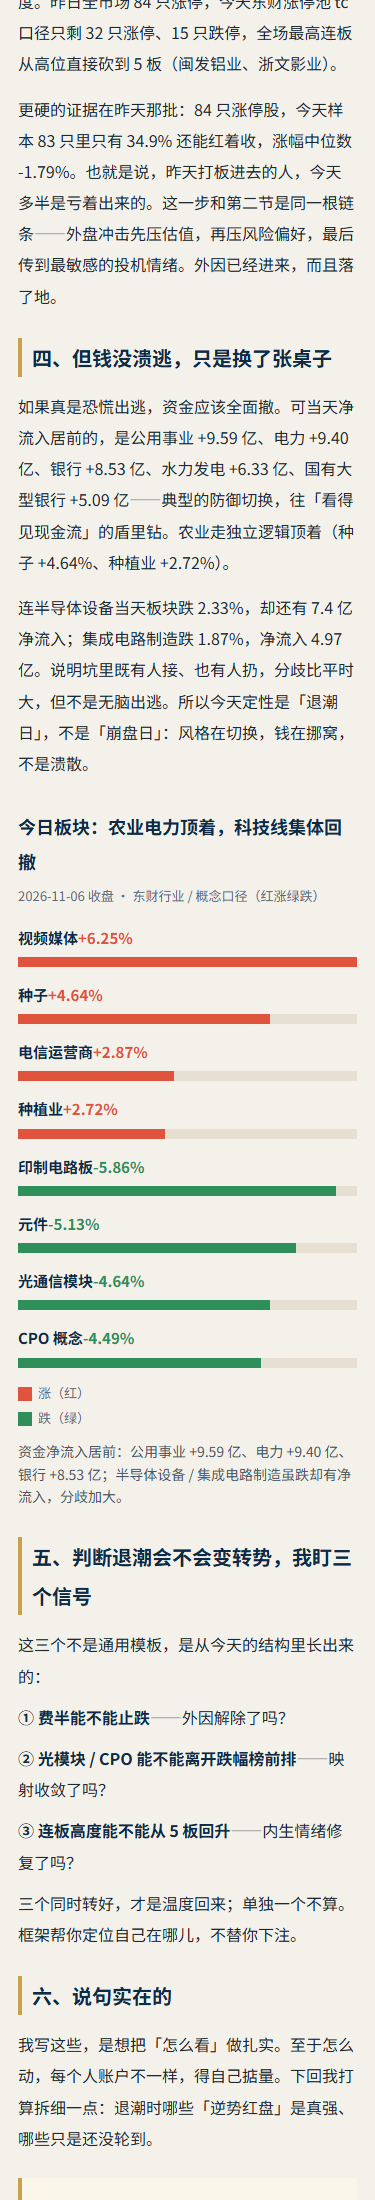 度。昨日全市场 84 只涨停，今天东财涨停池 tc
口径只剩 32 只涨停、15 只跌停，全场最高连板
从高位直接砍到 5 板（闽发铝业、浙文影业）。
更硬的证据在昨天那批：84 只涨停股，今天样
本 83 只里只有 34.9% 还能红着收，涨幅中位数
-1.79%。也就是说，昨天打板进去的人，今天
多半是亏着出来的。这一步和第二节是同一根链
条——外盘冲击先压估值，再压风险偏好，最后
传到最敏感的投机情绪。外因已经进来，而且落
了地。
四、但钱没溃逃，只是换了张桌子
如果真是恐慌出逃，资金应该全面撤。可当天净
流入居前的，是公用事业 +9.59 亿、电力 +9.40
亿、银行 +8.53 亿、水力发电 +6.33 亿、国有大
型银行 +5.09 亿——典型的防御切换，往「看得
见现金流」的盾里钻。农业走独立逻辑顶着（种
子 +4.64%、种植业 +2.72%）。
连半导体设备当天板块跌 2.33%，却还有 7.4 亿
净流入；集成电路制造跌 1.87%，净流入 4.97
亿。说明坑里既有人接、也有人扔，分歧比平时
大，但不是无脑出逃。所以今天定性是「退潮
日」，不是「崩盘日」：风格在切换，钱在挪窝，
不是溃散。
今日板块：农业电力顶着，科技线集体回
撤
2026-11-06 收盘 · 东财行业 / 概念口径（红涨绿跌）
视频媒体+6.25%
种子+4.64%
电信运营商+2.87%
种植业+2.72%
印制电路板-5.86%
元件-5.13%
光通信模块-4.64%
CPO 概念-4.49%
涨（红）
跌（绿）
资金净流入居前：公用事业 +9.59 亿、电力 +9.40 亿、
银行 +8.53 亿；半导体设备 / 集成电路制造虽跌却有净
流入，分歧加大。
五、判断退潮会不会变转势，我盯三
个信号
这三个不是通用模板，是从今天的结构里长出来
的：
① 费半能不能止跌——外因解除了吗？
② 光模块 / CPO 能不能离开跌幅榜前排——映
射收敛了吗？
③ 连板高度能不能从 5 板回升——内生情绪修
复了吗？
三个同时转好，才是温度回来；单独一个不算。
框架帮你定位自己在哪儿，不替你下注。
六、说句实在的
我写这些，是想把「怎么看」做扎实。至于怎么
动，每个人账户不一样，得自己掂量。下回我打
算拆细一点：退潮时哪些「逆势红盘」是真强、
哪些只是还没轮到。